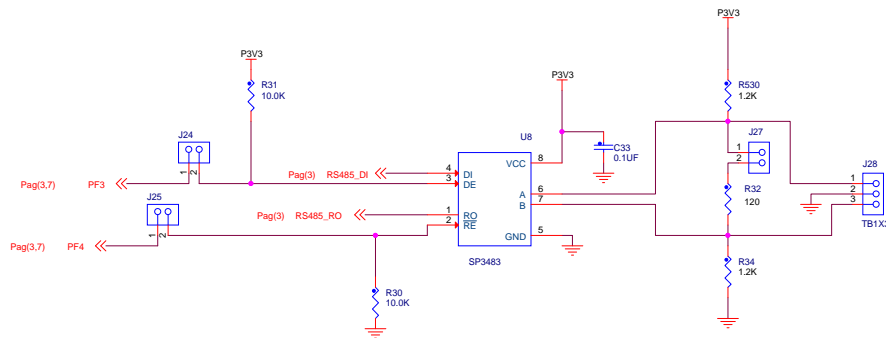 P3V3
R31
10.0K
J24
1
2
Pag(3,7) PF3
J25
1
2
Pag(3,7) PF4
Pag(3) RS485_DI
Pag(3) RS485_RO
R30
10.0K
P3V3
U8
C33
0.1UF
4
DI
3
DE
1
RO
2
RE
VCC
8
A
6
B
7
GND
5
SP3483
P3V3
R530
1.2K
J27
1
2
R32
120
R34
1.2K
J28
1
2
3